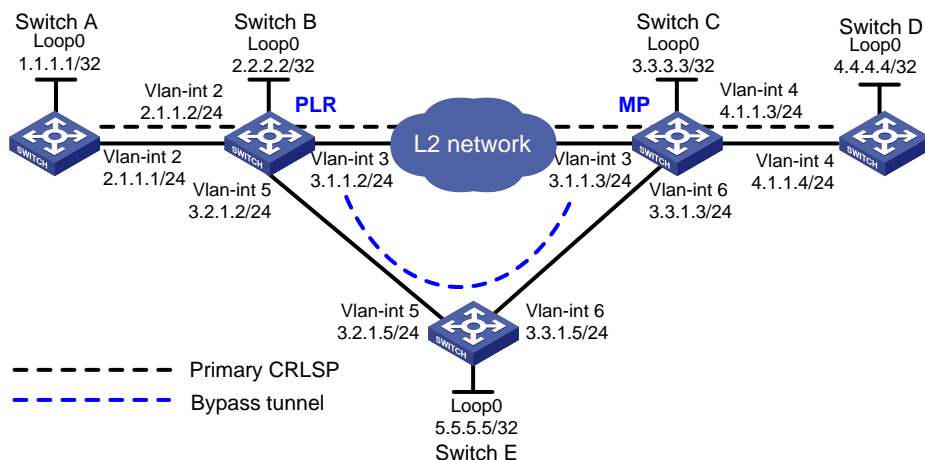 Switch A
Loop0
1.1.1.1/32
Switch B
Loop0
2.2.2.2/32
Switch C
Loop0
3.3.3.3/32
Switch D
Loop0
4.4.4.4/32
Vlan-int 2
2.1.1.2/24
PLR
MP
Vlan-int 4
4.1.1.3/24
SWITCH
SWITCH
L2 network
SWITCH
SWITCH
Vlan-int 2
2.1.1.1/24
Vlan-int 3
3.1.1.2/24
Vlan-int 3
3.1.1.3/24
Vlan-int 4
4.1.1.4/24
Vlan-int 5
3.2.1.2/24
Vlan-int 6
3.3.1.3/24
Vlan-int 5
3.2.1.5/24
SWITCH
Vlan-int 6
3.3.1.5/24
Primary CRLSP
Bypass tunnel
Loop0
5.5.5.5/32
Switch E